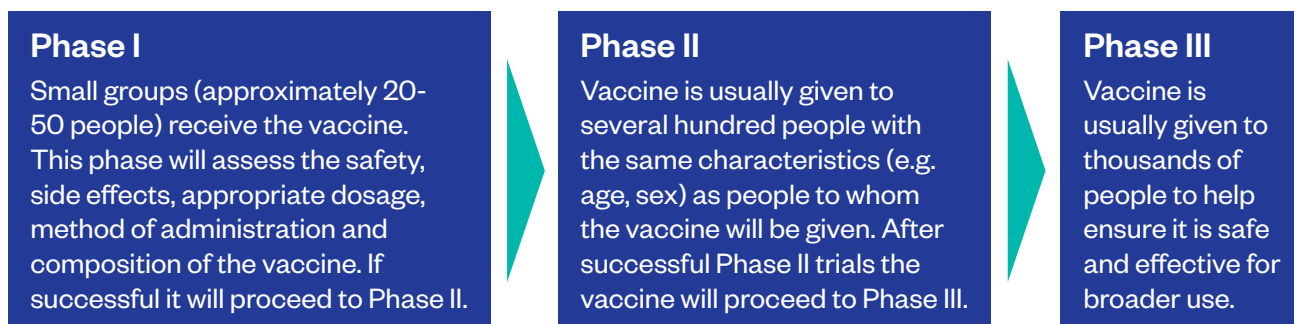 Phase I
Small groups (approximately 20-
50 people) receive the vaccine.
This phase will assess the safety,
side effects, appropriate dosage,
method of administration and
composition of the vaccine. If
successful it will proceed to Phase II.
Phase II
Vaccine is usually given to
several hundred people with
the same characteristics (e.g.
age, sex) as people to whom
the vaccine will be given. After
successful Phase II trials the
vaccine will proceed to Phase III.
Phase III
Vaccine is
usually given to
thousands of
people to help
ensure it is safe
and effective for
broader use.